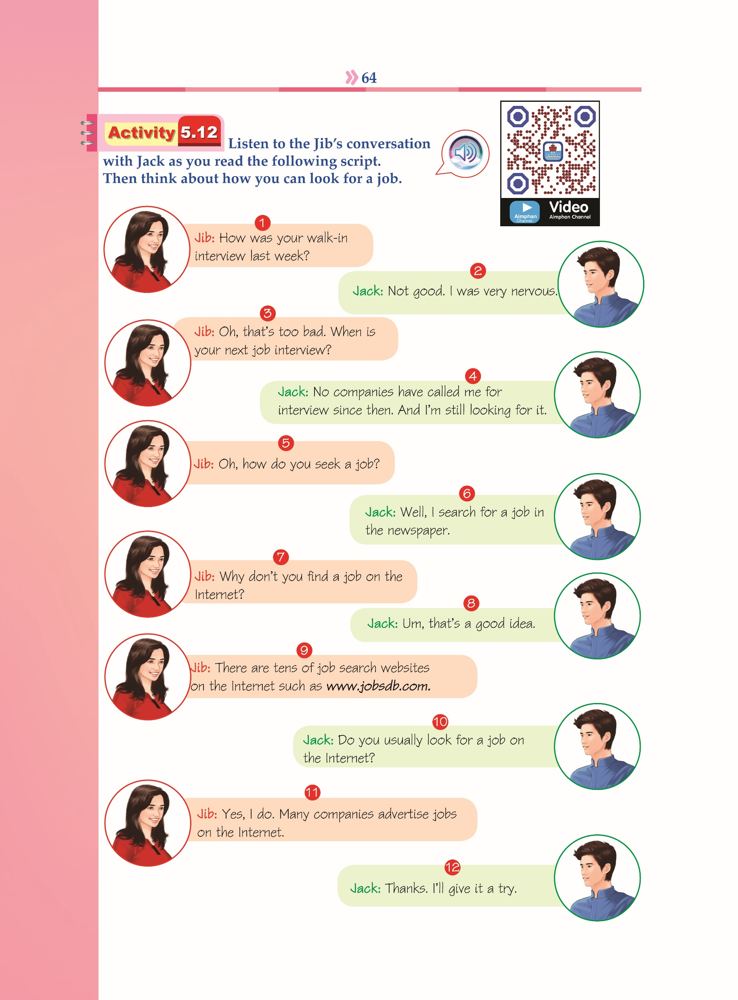 64
Activity 5.12
Listen to the Jib's conversation
with Jack as you read the following script.
Then think about how you can look for a job.
AIMPHAN
Aimphan
Channel
Video
Aimphan Channel
1
Jib: How was your walk-in
interview last week?
2
Jack: Not good. I was very nervous.
3
Jib: Oh, that's too bad. When is
your next job interview?
4
Jack: No companies have called me for
interview since then. And I'm still looking for it.
5
Jib: Oh, how do you seek a job?
6
Jack: Well, I search for a job in
the newspaper.
7
Jib: Why don't you find a job on the
Internet?
8
Jack: Um, that's a good idea.
9
Jib: There are tens of job search websites
on the Internet such as www.jobsdb.com.
10
Jack: Do you usually look for a job on
the Internet?
11
Jib: Yes, I do. Many companies advertise jobs
on the Internet.
12
Jack: Thanks. I'll give it a try.